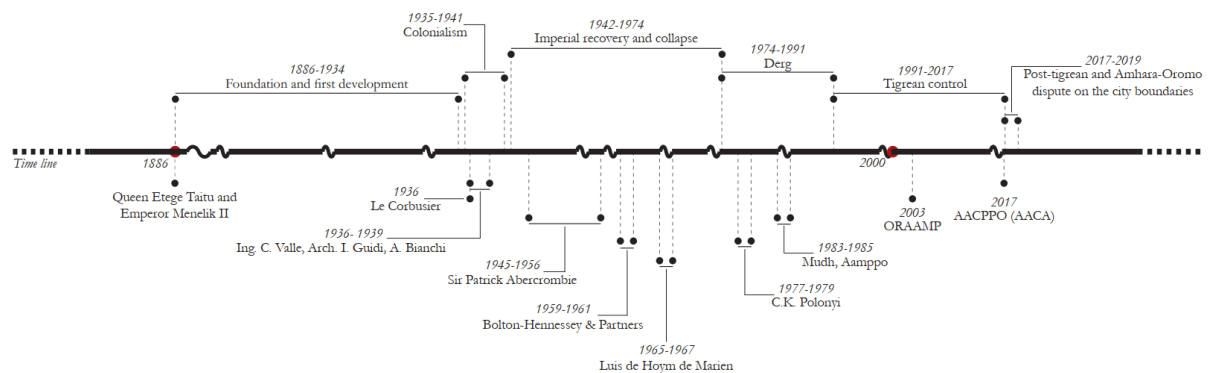 1935-1941
Colonialism
1942-1974
Imperial recovery and collapse
1974-1991
Derg
1886-1934
Foundation and first development
1991-2017
Tigrean control
2017-2019
Post-tigrean and Amhara-Oromo
dispute on the city boundaries
Time line
1886
2000
Queen Etege Taitu and
Emperor Menelik II
1936
Le Corbusier
1936- 1939
Ing. C. Valle, Arch. I. Guidi, A. Bianchi
1945-1956
Sir Patrick Abercrombie
1959-1961
Bolton-Hennessey & Partners
1965-1967
Luis de Hoym de Marien
1977-1979
C.K. Polonyi
1983-1985
Mudh, Aamppo
2003
ORAAMP
2017
AACPPO (AACA)